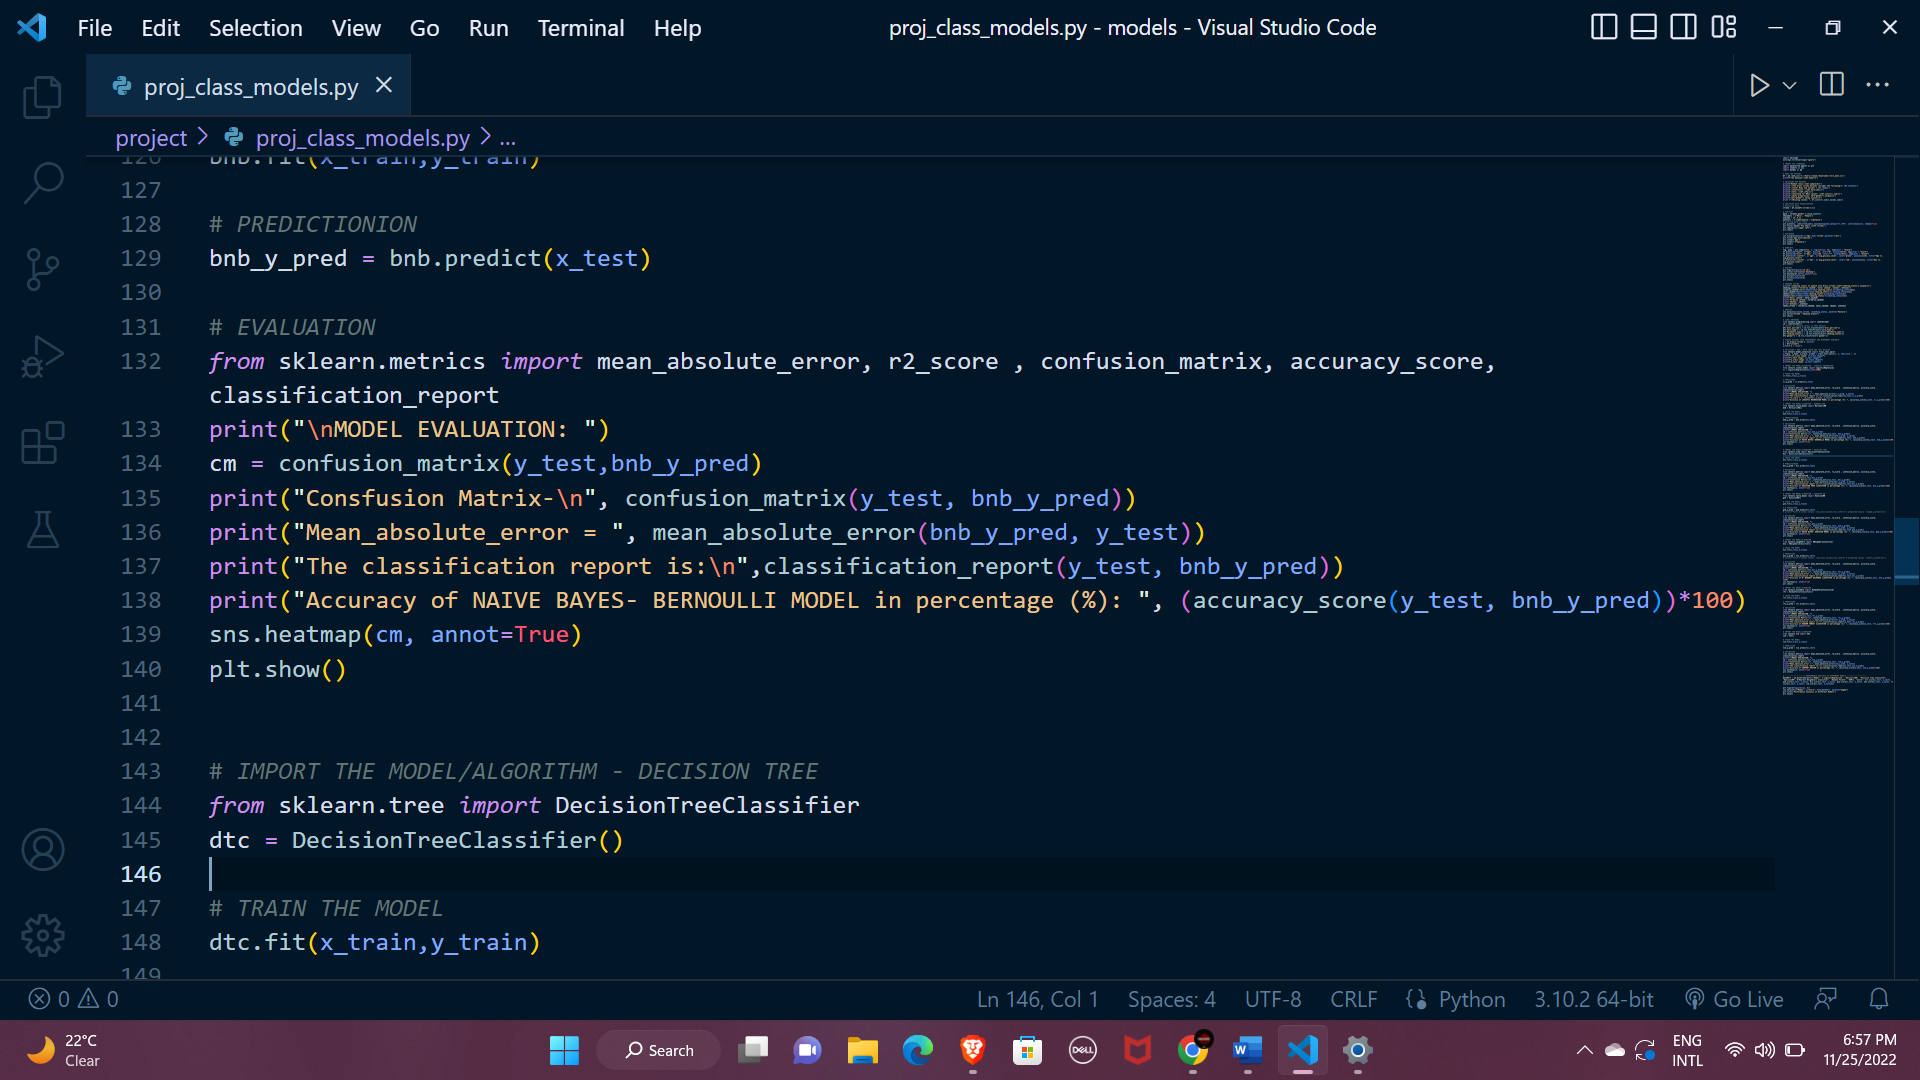 File Edit Selection View Go Run Terminal Help proj_class_models.py - models - Visual Studio Code
proj_class_models.py
project > proj_class_models.py > ...
126 bnb.fit(x_train,y_train)
127
128 # PREDICTIONION
129 bnb_y_pred = bnb.predict(x_test)
130
131 # EVALUATION
132 from sklearn.metrics import mean_absolute_error, r2_score , confusion_matrix, accuracy_score,
classification_report
133 print("\nMODEL EVALUATION: ")
134 cm = confusion_matrix(y_test,bnb_y_pred)
135 print("Consfusion Matrix-\n", confusion_matrix(y_test, bnb_y_pred))
136 print("Mean_absolute_error = ", mean_absolute_error(bnb_y_pred, y_test))
137 print("The classification report is:\n",classification_report(y_test, bnb_y_pred))
138 print("Accuracy of NAIVE BAYES- BERNOULLI MODEL in percentage (%): ", (accuracy_score(y_test, bnb_y_pred))*100)
139 sns.heatmap(cm, annot=True)
140 plt.show()
141
142
143 # IMPORT THE MODEL/ALGORITHM - DECISION TREE
144 from sklearn.tree import DecisionTreeClassifier
145 dtc = DecisionTreeClassifier()
146
147 # TRAIN THE MODEL
148 dtc.fit(x_train,y_train)
149
0 0 Ln 146, Col 1 Spaces: 4 UTF-8 CRLF Python 3.10.2 64-bit Go Live
22°C
Clear
Search
DELL
ENG
INTL
6:57 PM
11/25/2022